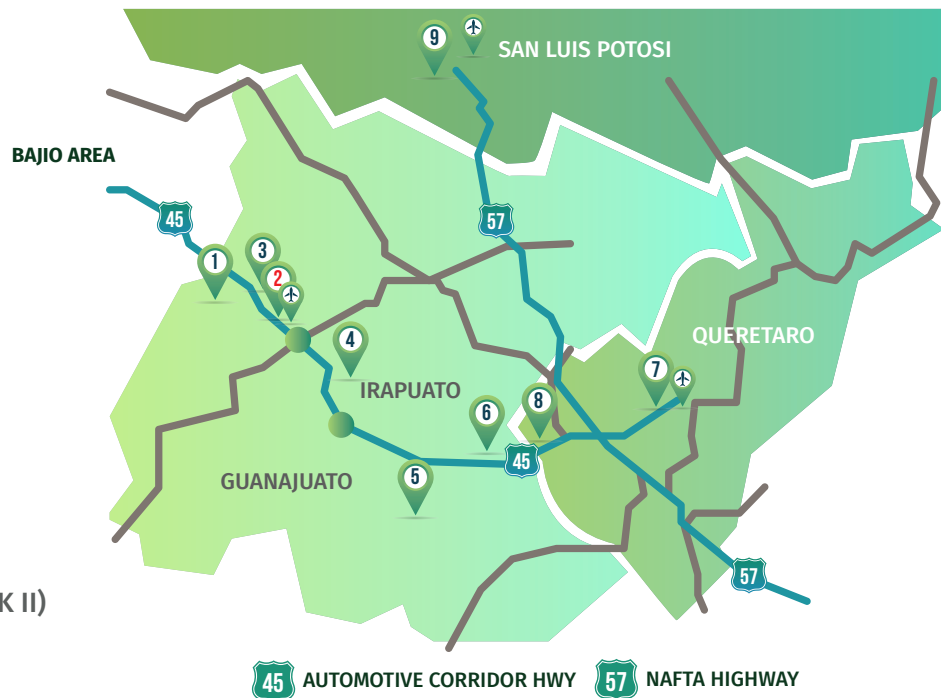 9
SAN LUIS POTOSI
BAJIO AREA
45
57
3
1
2
4
QUERETARO
7
IRAPUATO
8
6
45
5
GUANAJUATO
57
K II)
45 AUTOMOTIVE CORRIDOR HWY 57 NAFTA HIGHWAY